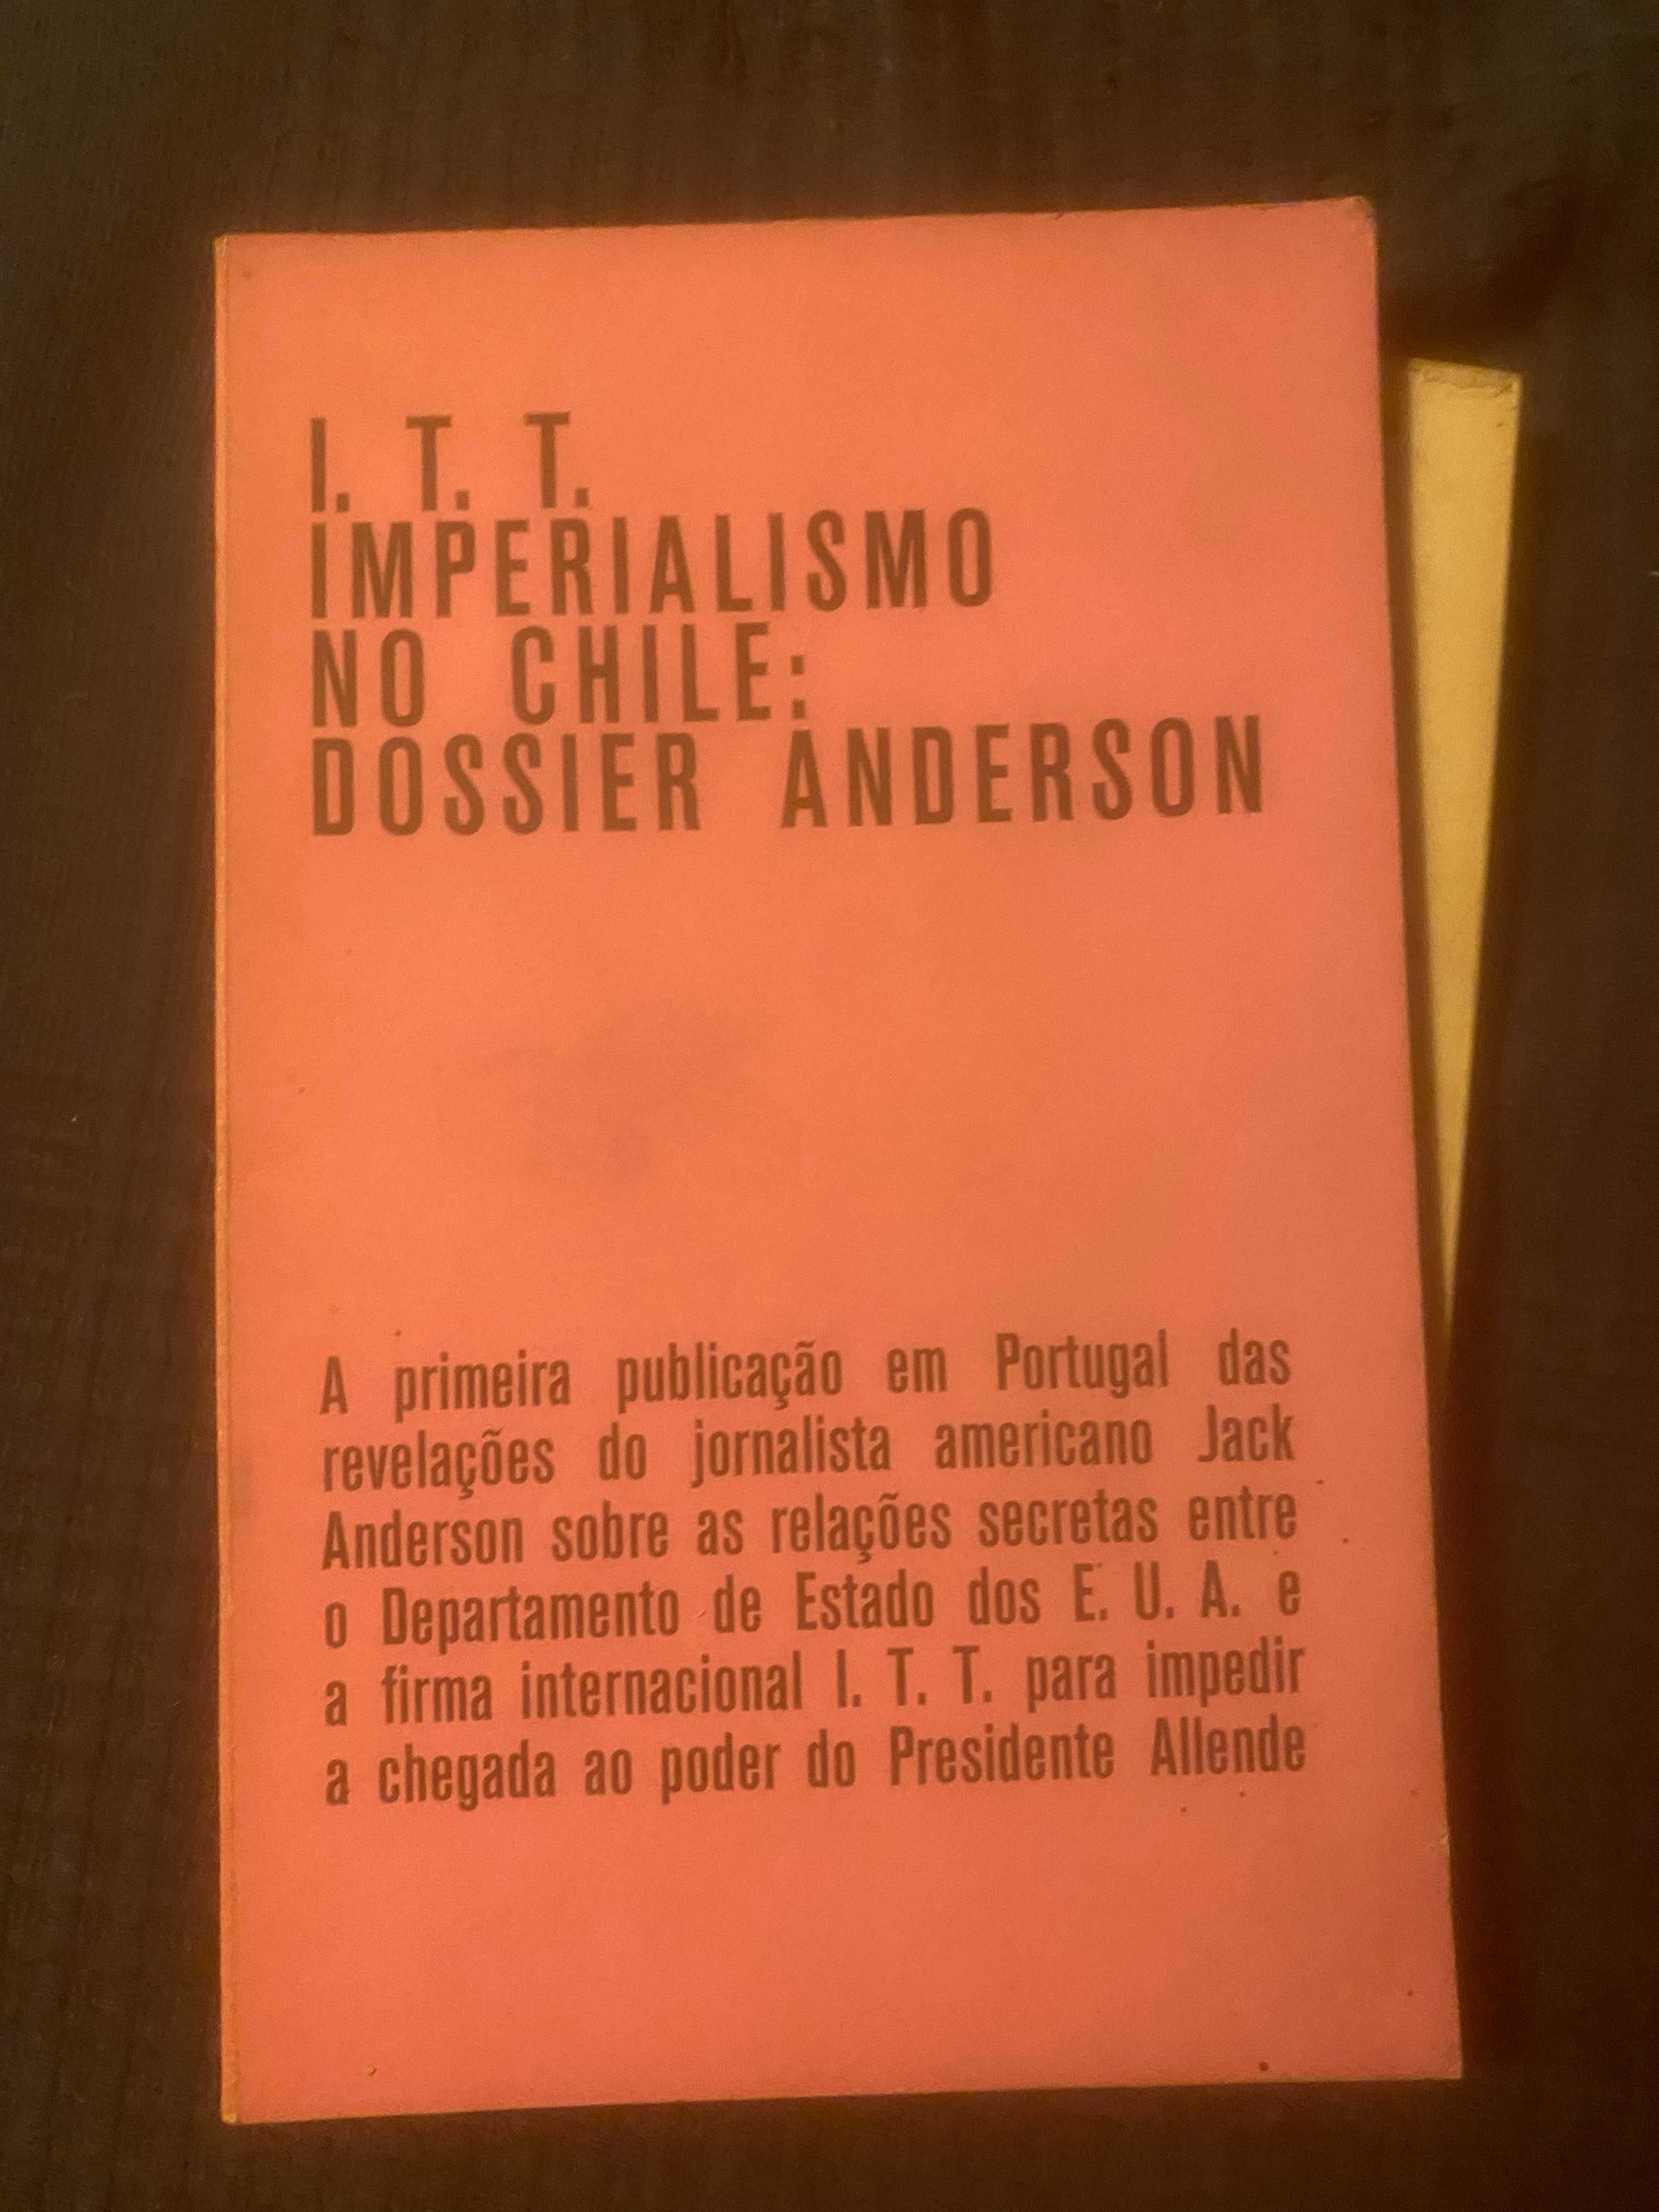 I. T. T.
IMPERIALISMO
NO CHILE:
DOSSIER ANDERSON
A primeira publicação em Portugal das
revelações do jornalista americano Jack
Anderson sobre as relações secretas entre
o Departamento de Estado dos E. U. A. e
a firma internacional I. T. T. para impedir
a chegada ao poder do Presidente Allende